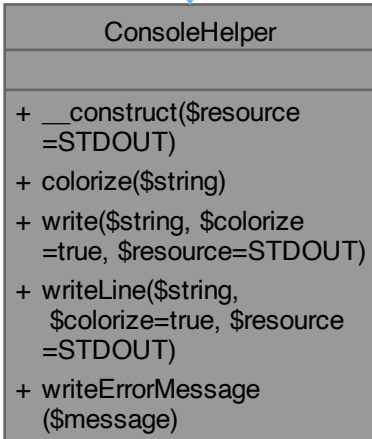 ConsoleHelper
+ __construct($resource
=STDOUT)
+ colorize($string)
+ write($string, $colorize
=true, $resource=STDOUT)
+ writeLine($string,
$colorize=true, $resource
=STDOUT)
+ writeErrorMessage
($message)